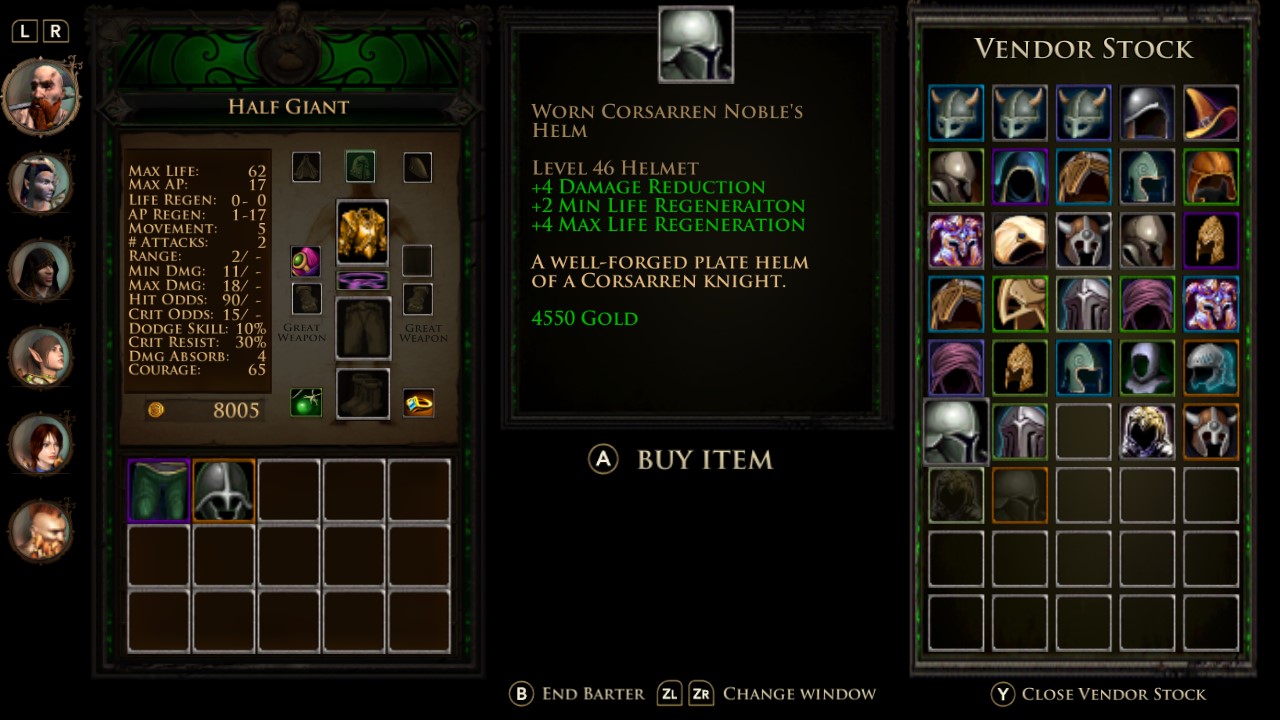 L R
HALF GIANT
MAX LIFE: 62
MAX AP: 17
LIFE REGEN: 0- 0
AP REGEN: 1-17
MOVEMENT: 5
# ATTACKS: 2
RANGE: 2/ -
MIN DMG: 11/ -
MAX DMG: 18/ -
HIT ODDS: 90/ -
CRIT ODDS: 15/ -
DODGE SKILL: 10%
CRIT RESIST: 30%
DMG ABSORB: 4
COURAGE: 65
8005
GREAT WEAPON
GREAT WEAPON
WORN CORSARREN NOBLE'S
HELM
LEVEL 46 HELMET
+4 DAMAGE REDUCTION
+2 MIN LIFE REGENERAITON
+4 MAX LIFE REGENERATION
A WELL-FORGED PLATE HELM
OF A CORSARREN KNIGHT.
4550 GOLD
A BUY ITEM
VENDOR STOCK
B END BARTER ZL ZR CHANGE WINDOW
Y CLOSE VENDOR STOCK